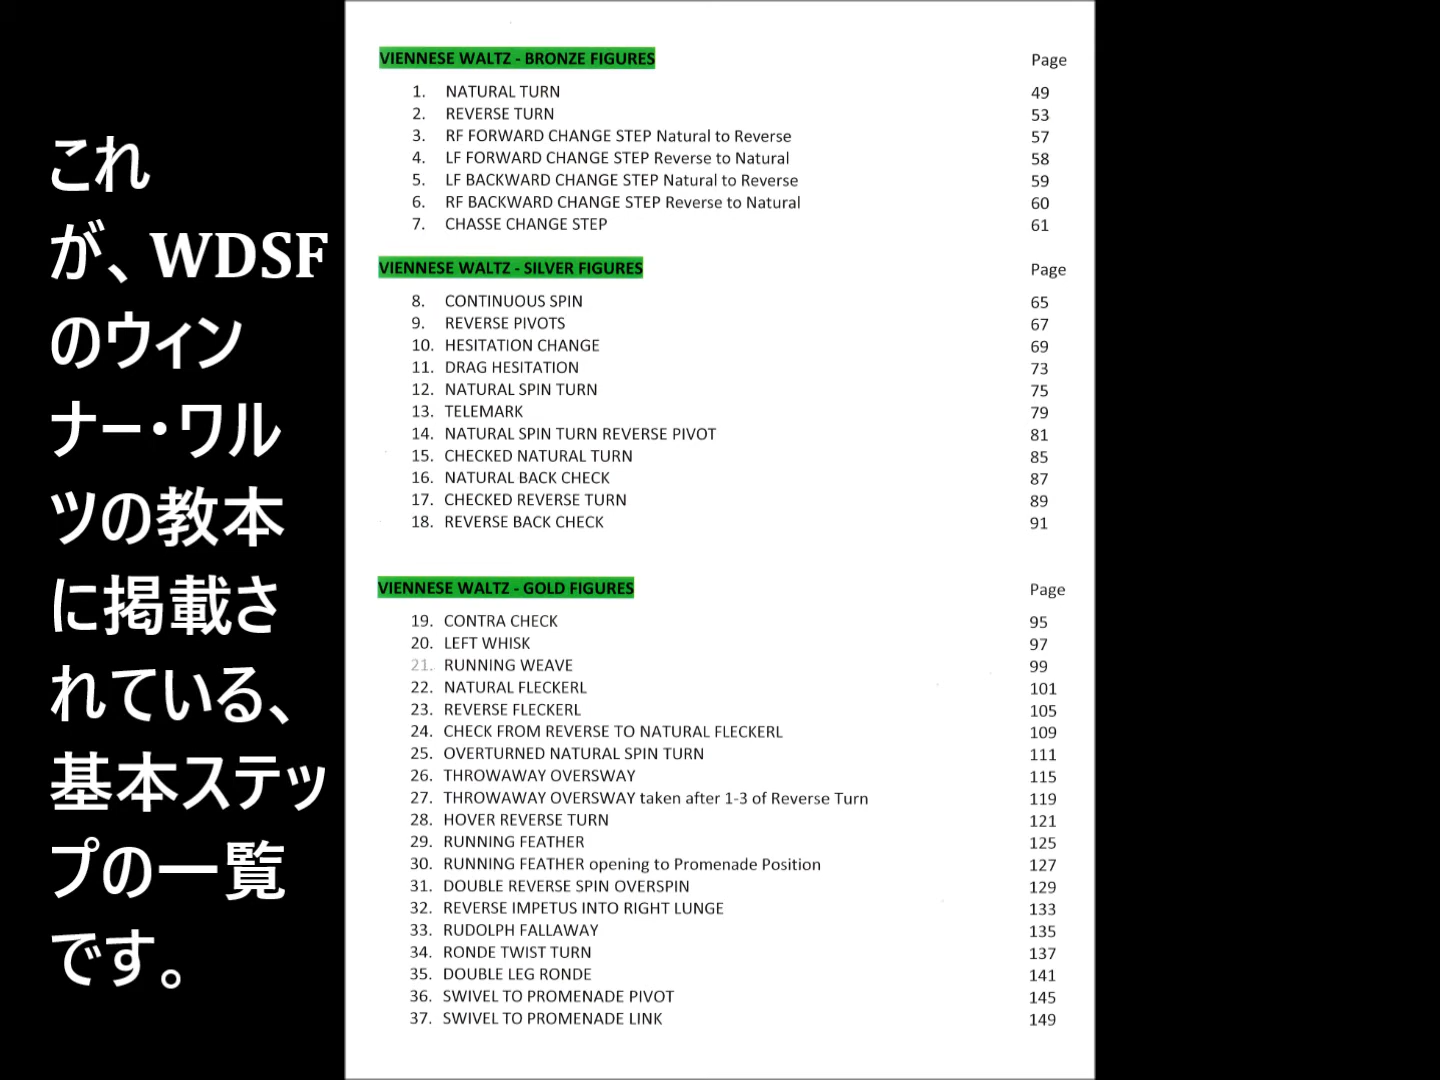 これ
が、WDSF
のウィン
ナー・ワル
ツの教本
に掲載さ
れている、
基本ステッ
プの一覧
です。
VIENNESE WALTZ - BRONZE FIGURES Page
1. NATURAL TURN 49
2. REVERSE TURN 53
3. RF FORWARD CHANGE STEP Natural to Reverse 57
4. LF FORWARD CHANGE STEP Reverse to Natural 58
5. LF BACKWARD CHANGE STEP Natural to Reverse 59
6. RF BACKWARD CHANGE STEP Reverse to Natural 60
7. CHASSE CHANGE STEP 61
VIENNESE WALTZ - SILVER FIGURES Page
8. CONTINUOUS SPIN 65
9. REVERSE PIVOTS 67
10. HESITATION CHANGE 69
11. DRAG HESITATION 73
12. NATURAL SPIN TURN 75
13. TELEMARK 79
14. NATURAL SPIN TURN REVERSE PIVOT 81
15. CHECKED NATURAL TURN 85
16. NATURAL BACK CHECK 87
17. CHECKED REVERSE TURN 89
18. REVERSE BACK CHECK 91
VIENNESE WALTZ - GOLD FIGURES Page
19. CONTRA CHECK 95
20. LEFT WHISK 97
21. RUNNING WEAVE 99
22. NATURAL FLECKERL 101
23. REVERSE FLECKERL 105
24. CHECK FROM REVERSE TO NATURAL FLECKERL 109
25. OVERTURNED NATURAL SPIN TURN 111
26. THROWAWAY OVERSWAY 115
27. THROWAWAY OVERSWAY taken after 1-3 of Reverse Turn 119
28. HOVER REVERSE TURN 121
29. RUNNING FEATHER 125
30. RUNNING FEATHER opening to Promenade Position 127
31. DOUBLE REVERSE SPIN OVERSPIN 129
32. REVERSE IMPETUS INTO RIGHT LUNGE 133
33. RUDOLPH FALLAWAY 135
34. RONDE TWIST TURN 137
35. DOUBLE LEG RONDE 141
36. SWIVEL TO PROMENADE PIVOT 145
37. SWIVEL TO PROMENADE LINK 149